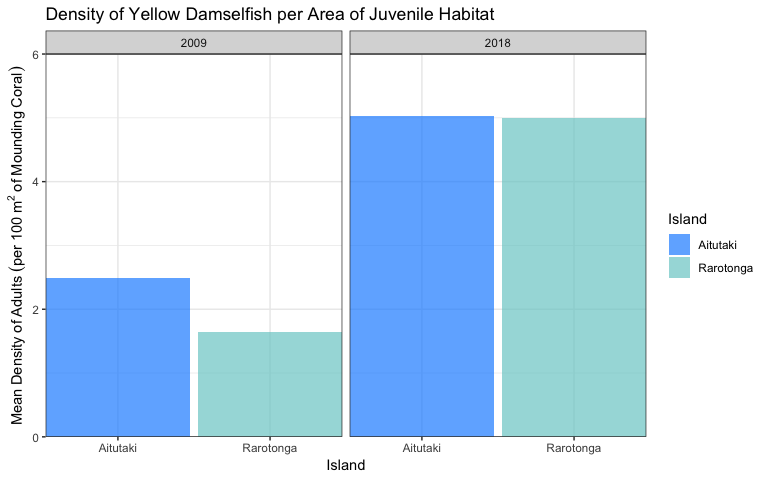 Density of Yellow Damselfish per Area of Juvenile Habitat
2009
2018
Mean Density of Adults (per 100 m² of Mounding Coral)
6
4
2
0
Aitutaki
Rarotonga
Aitutaki
Rarotonga
Island
Island
Aitutaki
Rarotonga